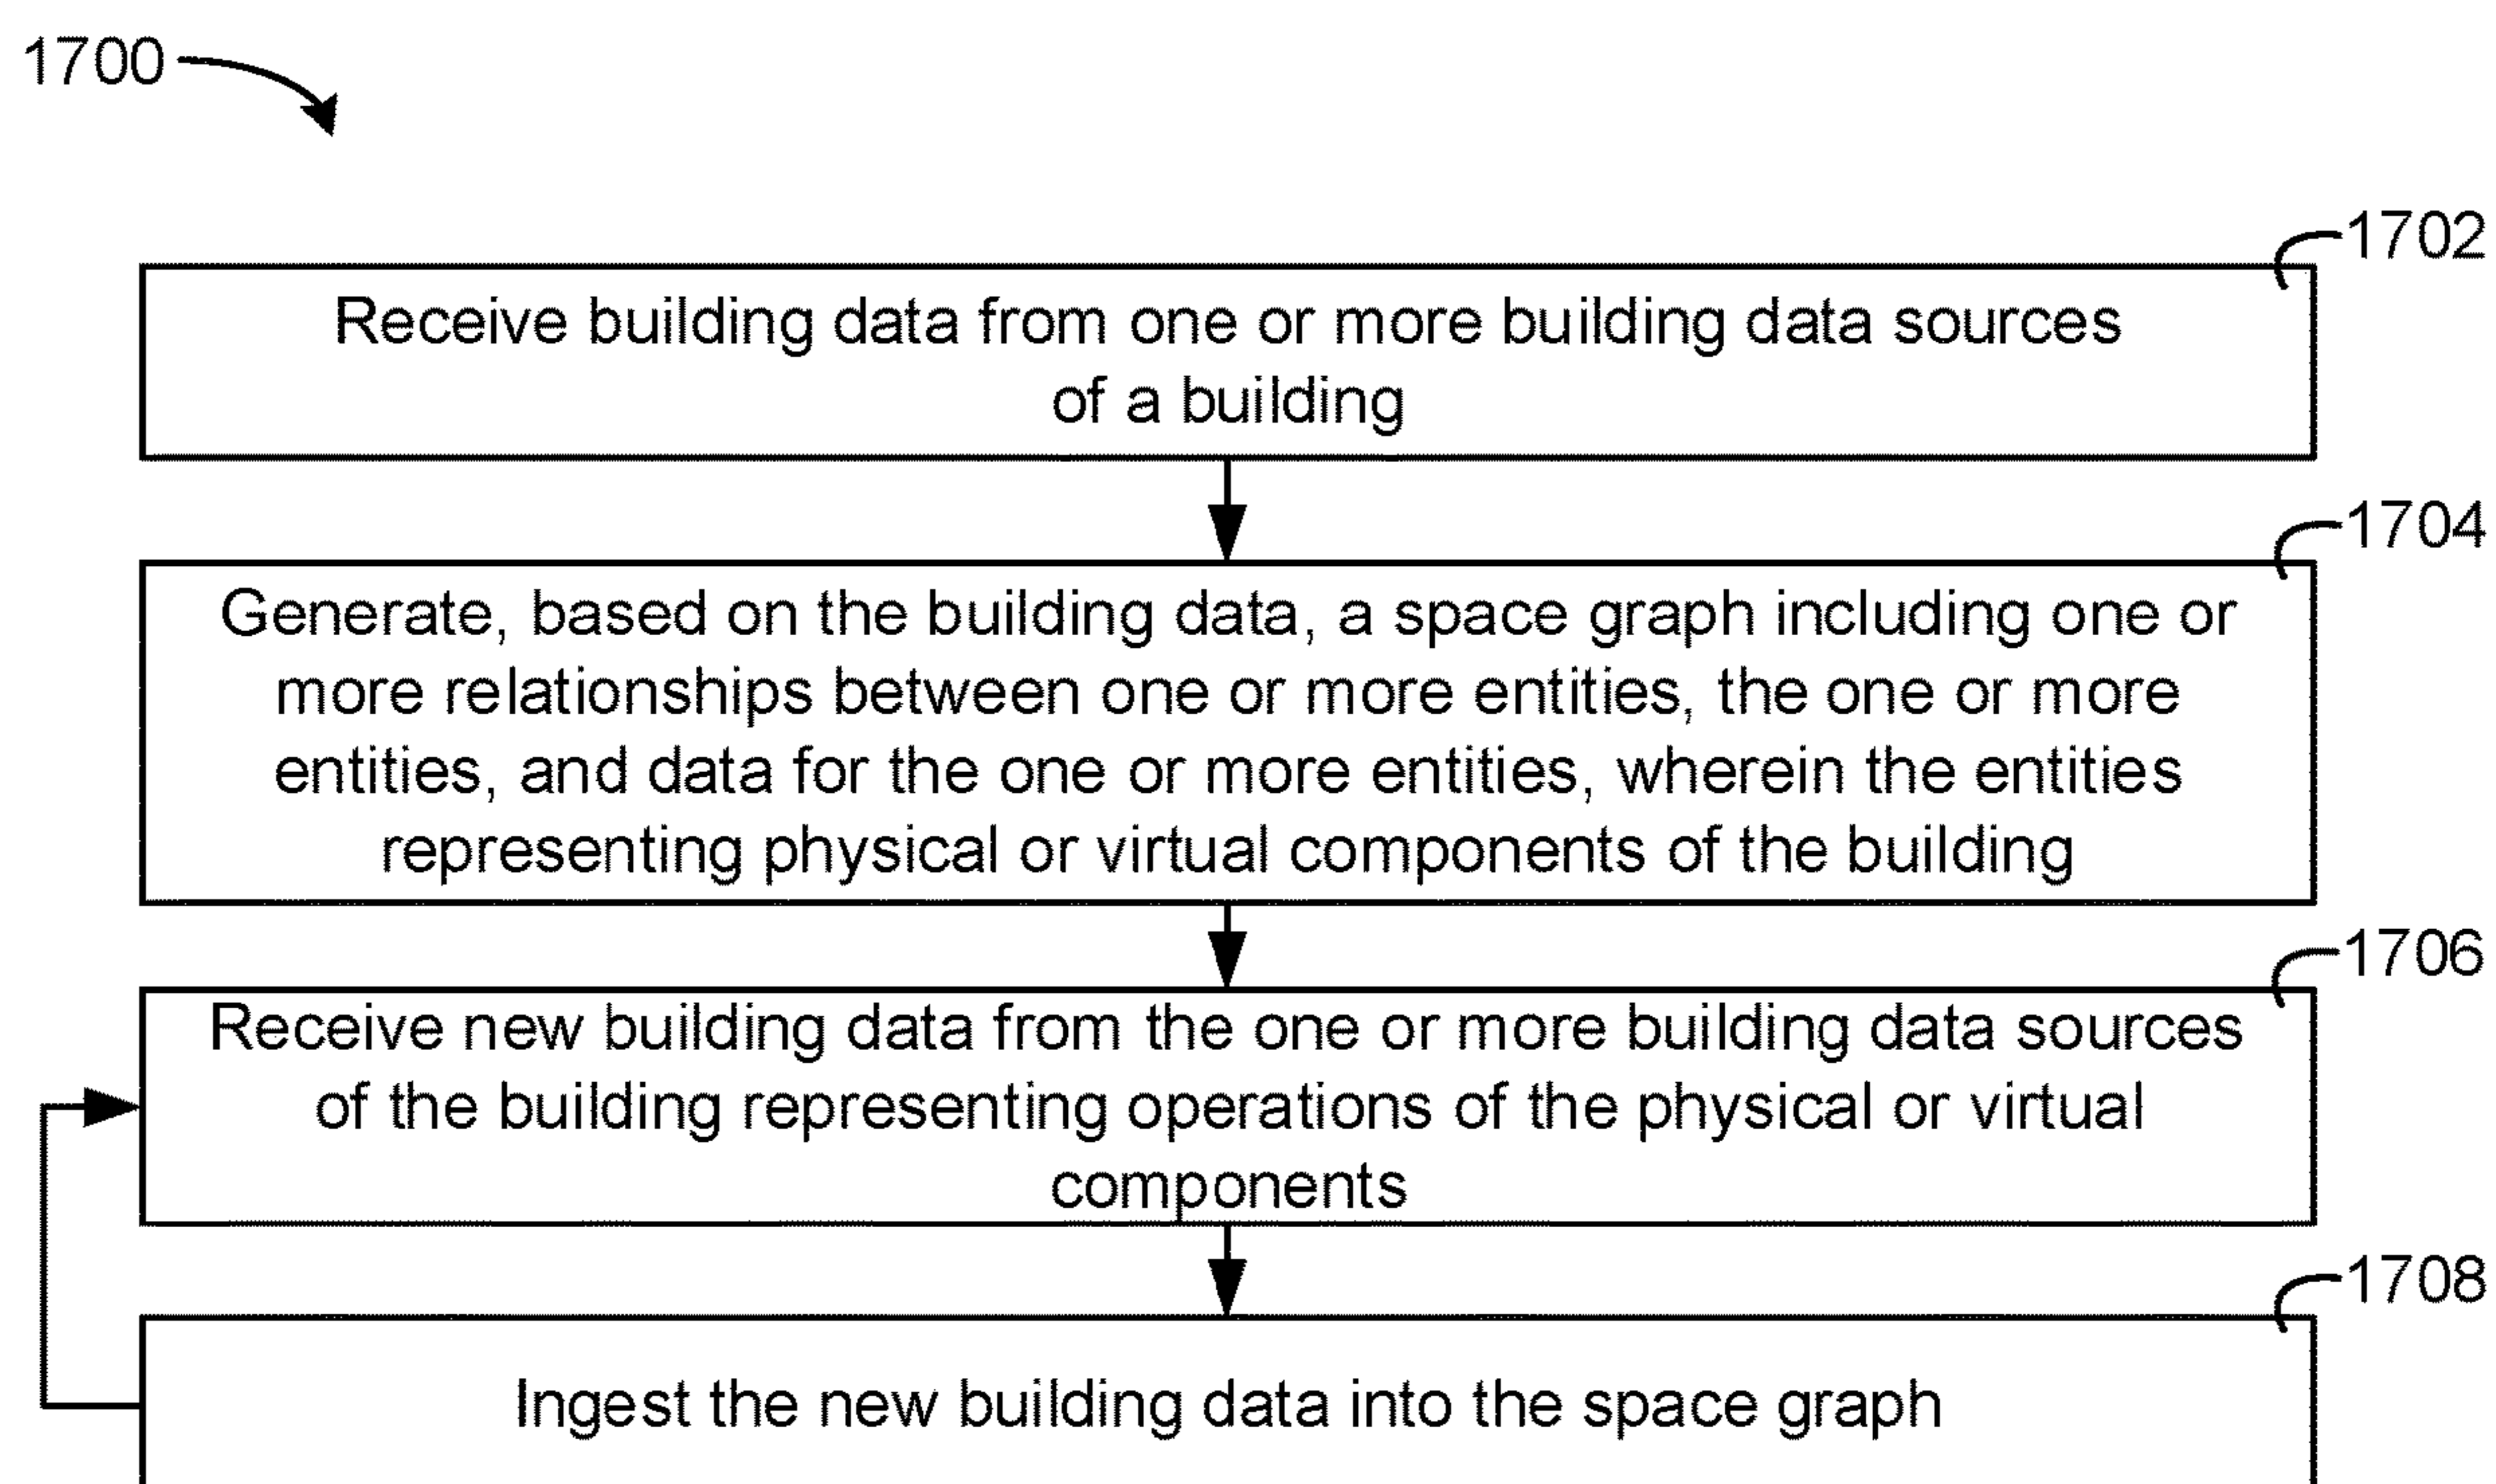 1700
1702
Receive building data from one or more building data sources
of a building
1704
Generate, based on the building data, a space graph including one or
more relationships between one or more entities, the one or more
entities, and data for the one or more entities, wherein the entities
representing physical or virtual components of the building
1706
Receive new building data from the one or more building data sources
of the building representing operations of the physical or virtual
components
1708
Ingest the new building data into the space graph